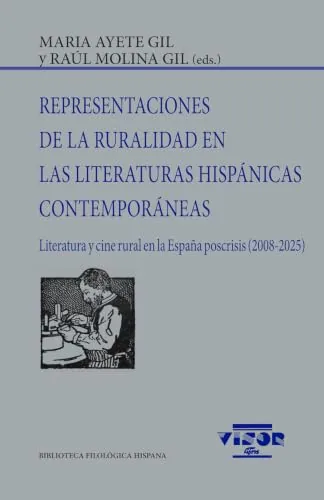 MARIA AYETE GIL
y RAÚL MOLINA GIL (eds.)
REPRESENTACIONES
DE LA RURALIDAD EN
LAS LITERATURAS HISPÁNICAS
CONTEMPORÁNEAS
Literatura y cine rural en la España poscrisis (2008-2025)
VISOR
Libros
BIBLIOTECA FILOLÓGICA HISPANA